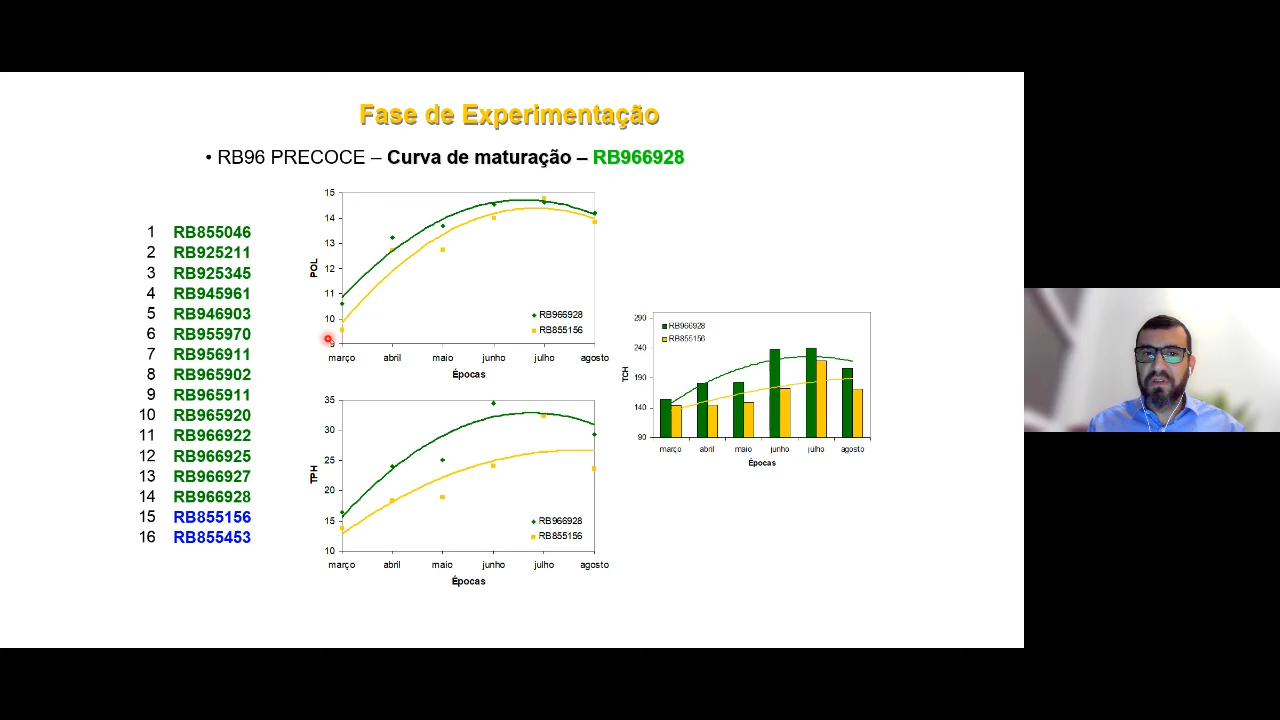 Fase de Experimentação
• RB96 PRECOCE – Curva de maturação – RB966928
1 RB855046
2 RB925211
3 RB925345
4 RB945961
5 RB946903
6 RB955970
7 RB956911
8 RB965902
9 RB965911
10 RB965920
11 RB966922
12 RB966925
13 RB966927
14 RB966928
15 RB855156
16 RB855453
POL
15
14
13
12
11
10
9
RB966928
RB855156
março abril maio junho julho agosto
Épocas
TPH
35
30
25
20
15
10
RB966928
RB855156
março abril maio junho julho agosto
Épocas
TCH
290
240
190
140
90
RB966928
RB855156
março abril maio junho julho agosto
Épocas